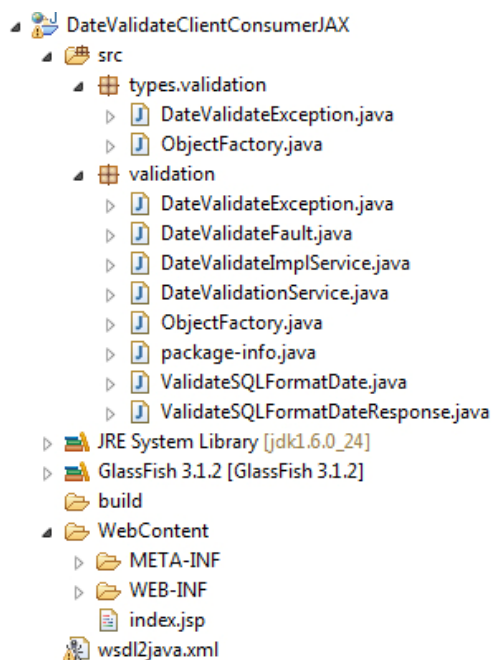 DateValidateClientConsumerJAX
src
types.validation
DateValidateException.java
ObjectFactory.java
validation
DateValidateException.java
DateValidateFault.java
DateValidateImplService.java
DateValidationService.java
ObjectFactory.java
package-info.java
ValidateSQLFormatDate.java
ValidateSQLFormatDateResponse.java
JRE System Library [jdk1.6.0_24]
GlassFish 3.1.2 [GlassFish 3.1.2]
build
WebContent
META-INF
WEB-INF
index.jsp
wsdl2java.xml